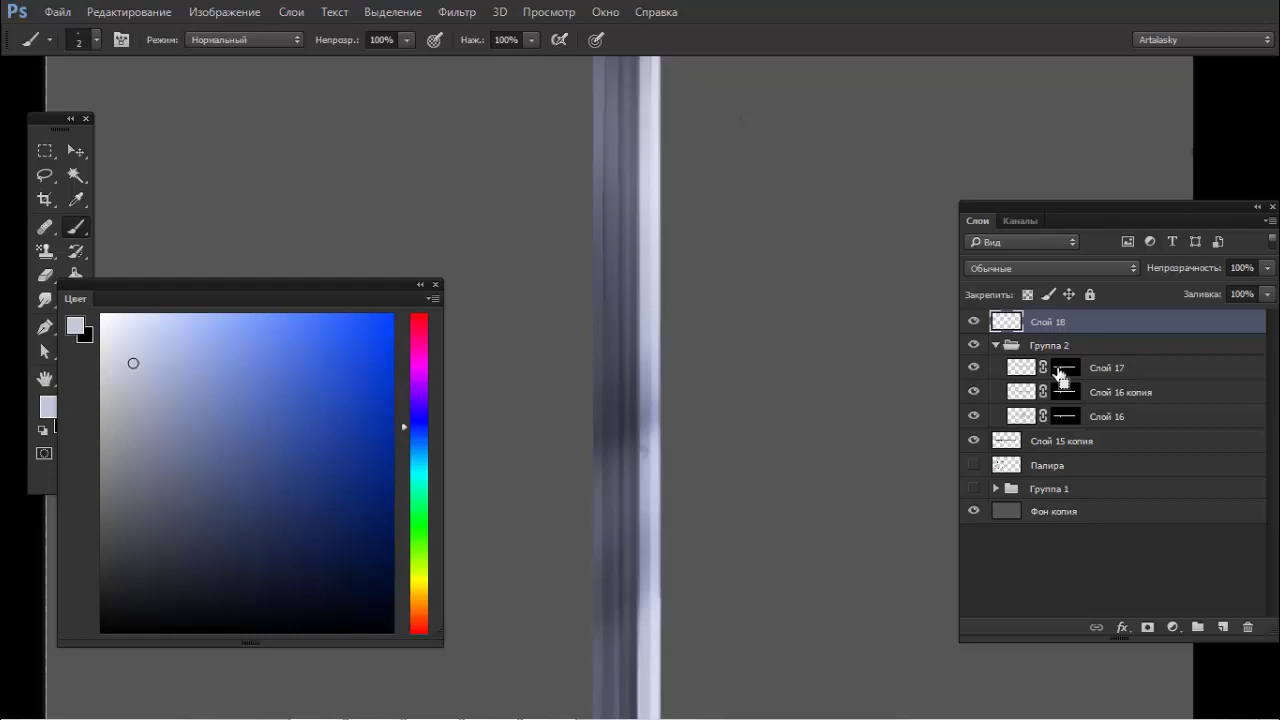 Ps Файл Редактирование Изображение Слои Текст Выделение Фильтр 3D Просмотр Окно Справка
2 Режим: Нормальный Непрозр.: 100% Наж.: 100% Artalasky
Слои Каналы
Вид
Обычные Непрозрачность: 100%
Закрепить: Заливка: 100%
Слой 18
Группа 2
Слой 17
Слой 16 копия
Слой 16
Слой 15 копия
Палира
Группа 1
Фон копия
fx
Цвет